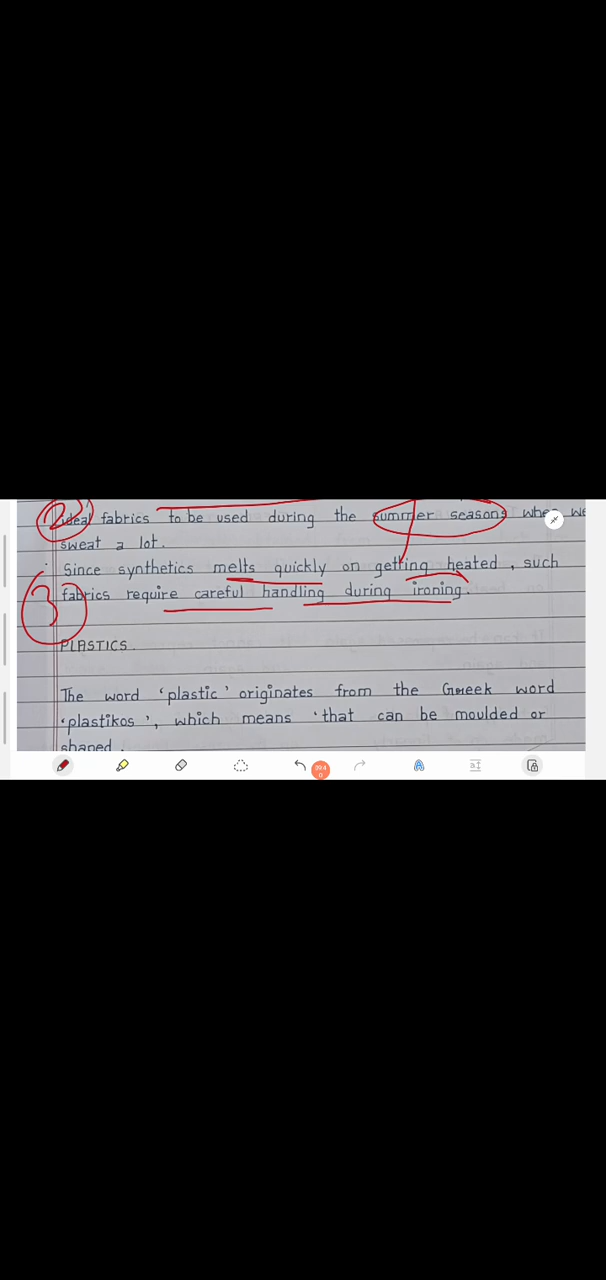 ideal fabrics to be used during the summer seasons when we
sweat a lot.
Since synthetics melts quickly on getting heated, such
fabrics require careful handling during ironing.
PLASTICS.
The word 'plastic' originates from the Greek word
'plastikos', which means 'that can be moulded or
shaped.